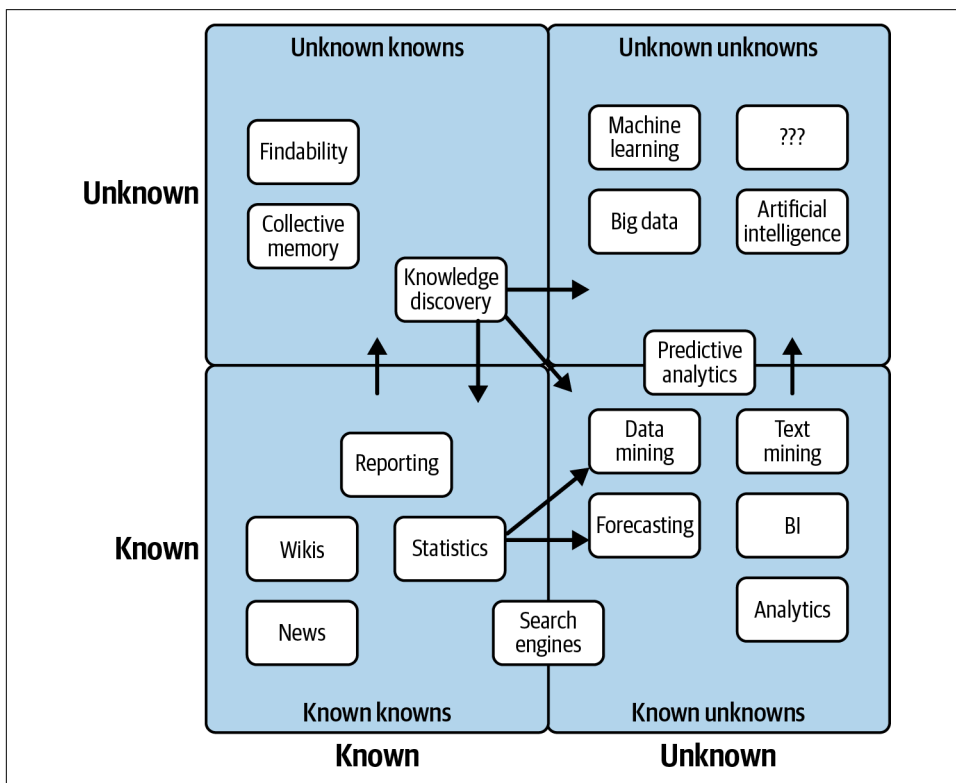 Unknown knowns
Unknown unknowns
Findability
Collective
memory
Knowledge
discovery
Machine
learning
???
Big data
Artificial
intelligence
Unknown
Predictive
analytics
Reporting
Wikis
Statistics
News
Search
engines
Data
mining
Text
mining
Forecasting
BI
Analytics
Known
Known knowns
Known unknowns
Known
Unknown